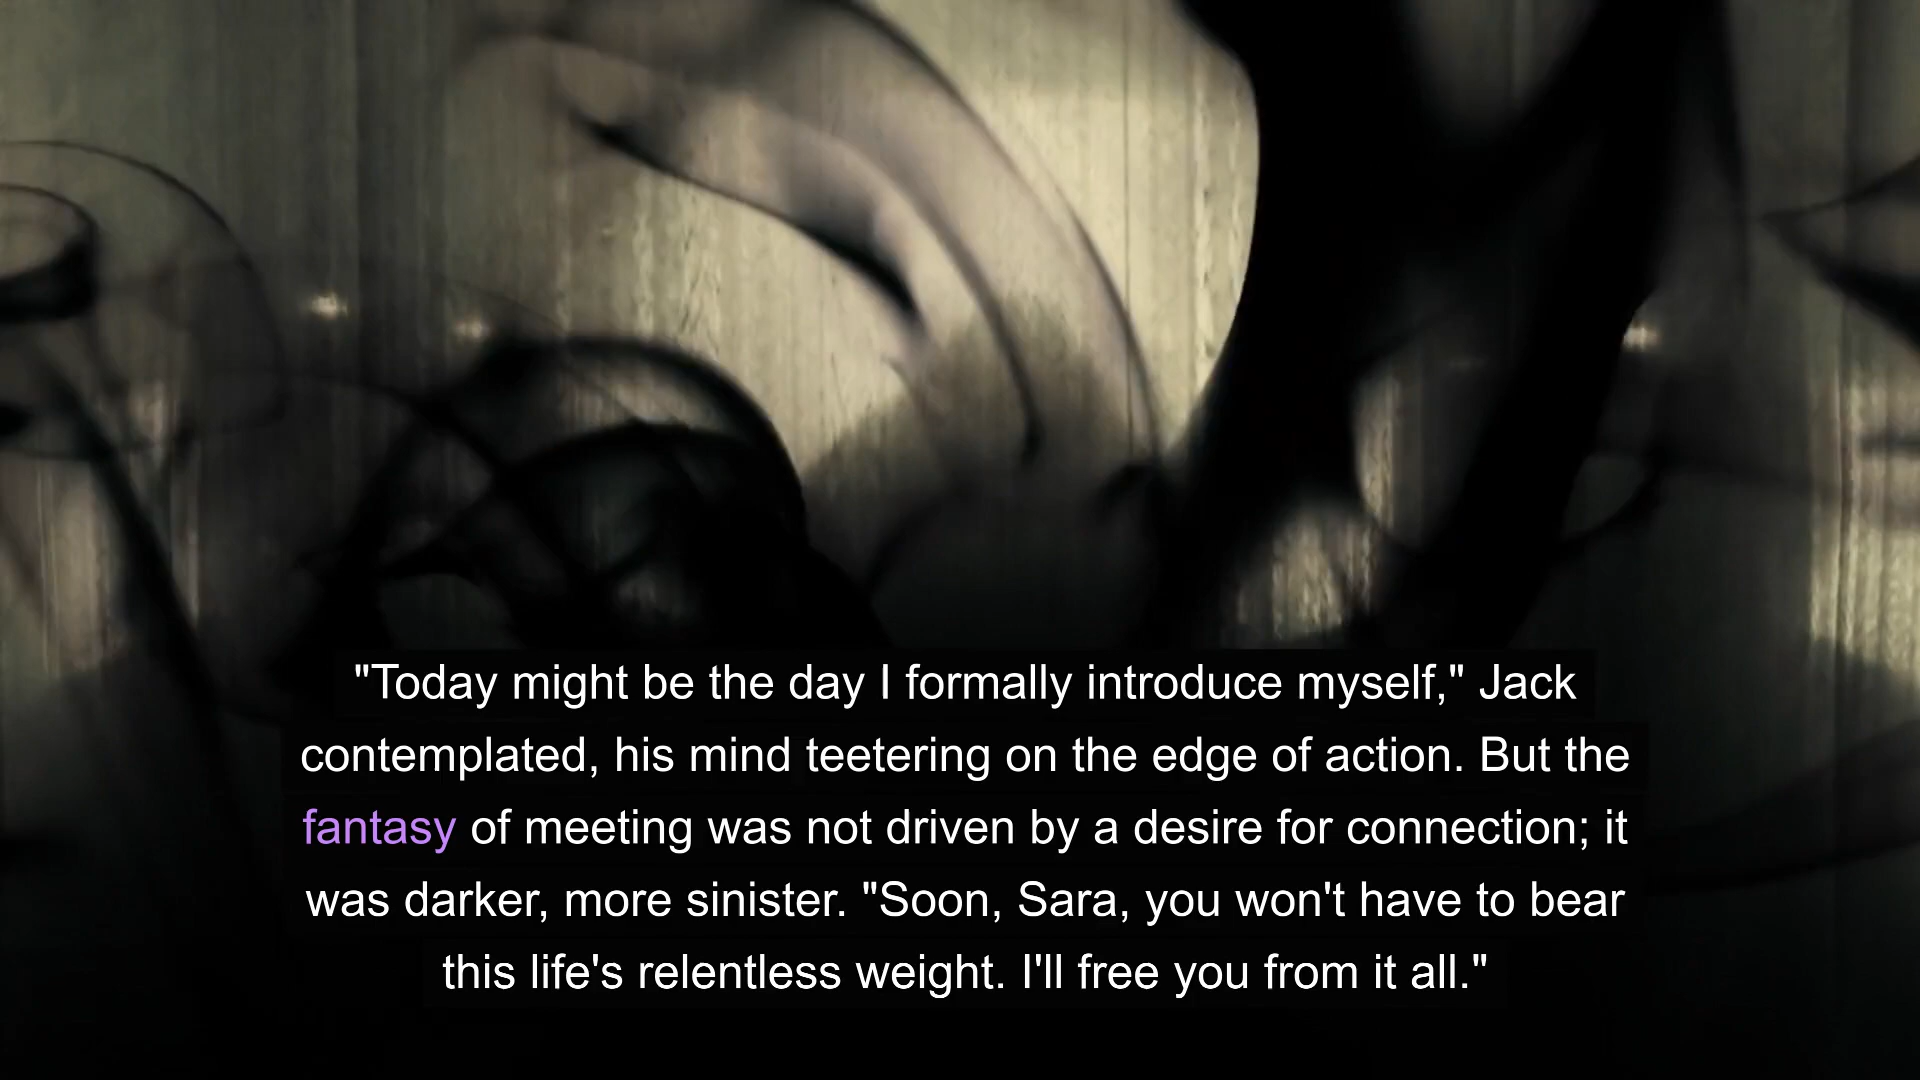 "Today might be the day I formally introduce myself," Jack
contemplated, his mind teetering on the edge of action. But the
fantasy of meeting was not driven by a desire for connection; it
was darker, more sinister. "Soon, Sara, you won't have to bear
this life's relentless weight. I'll free you from it all."